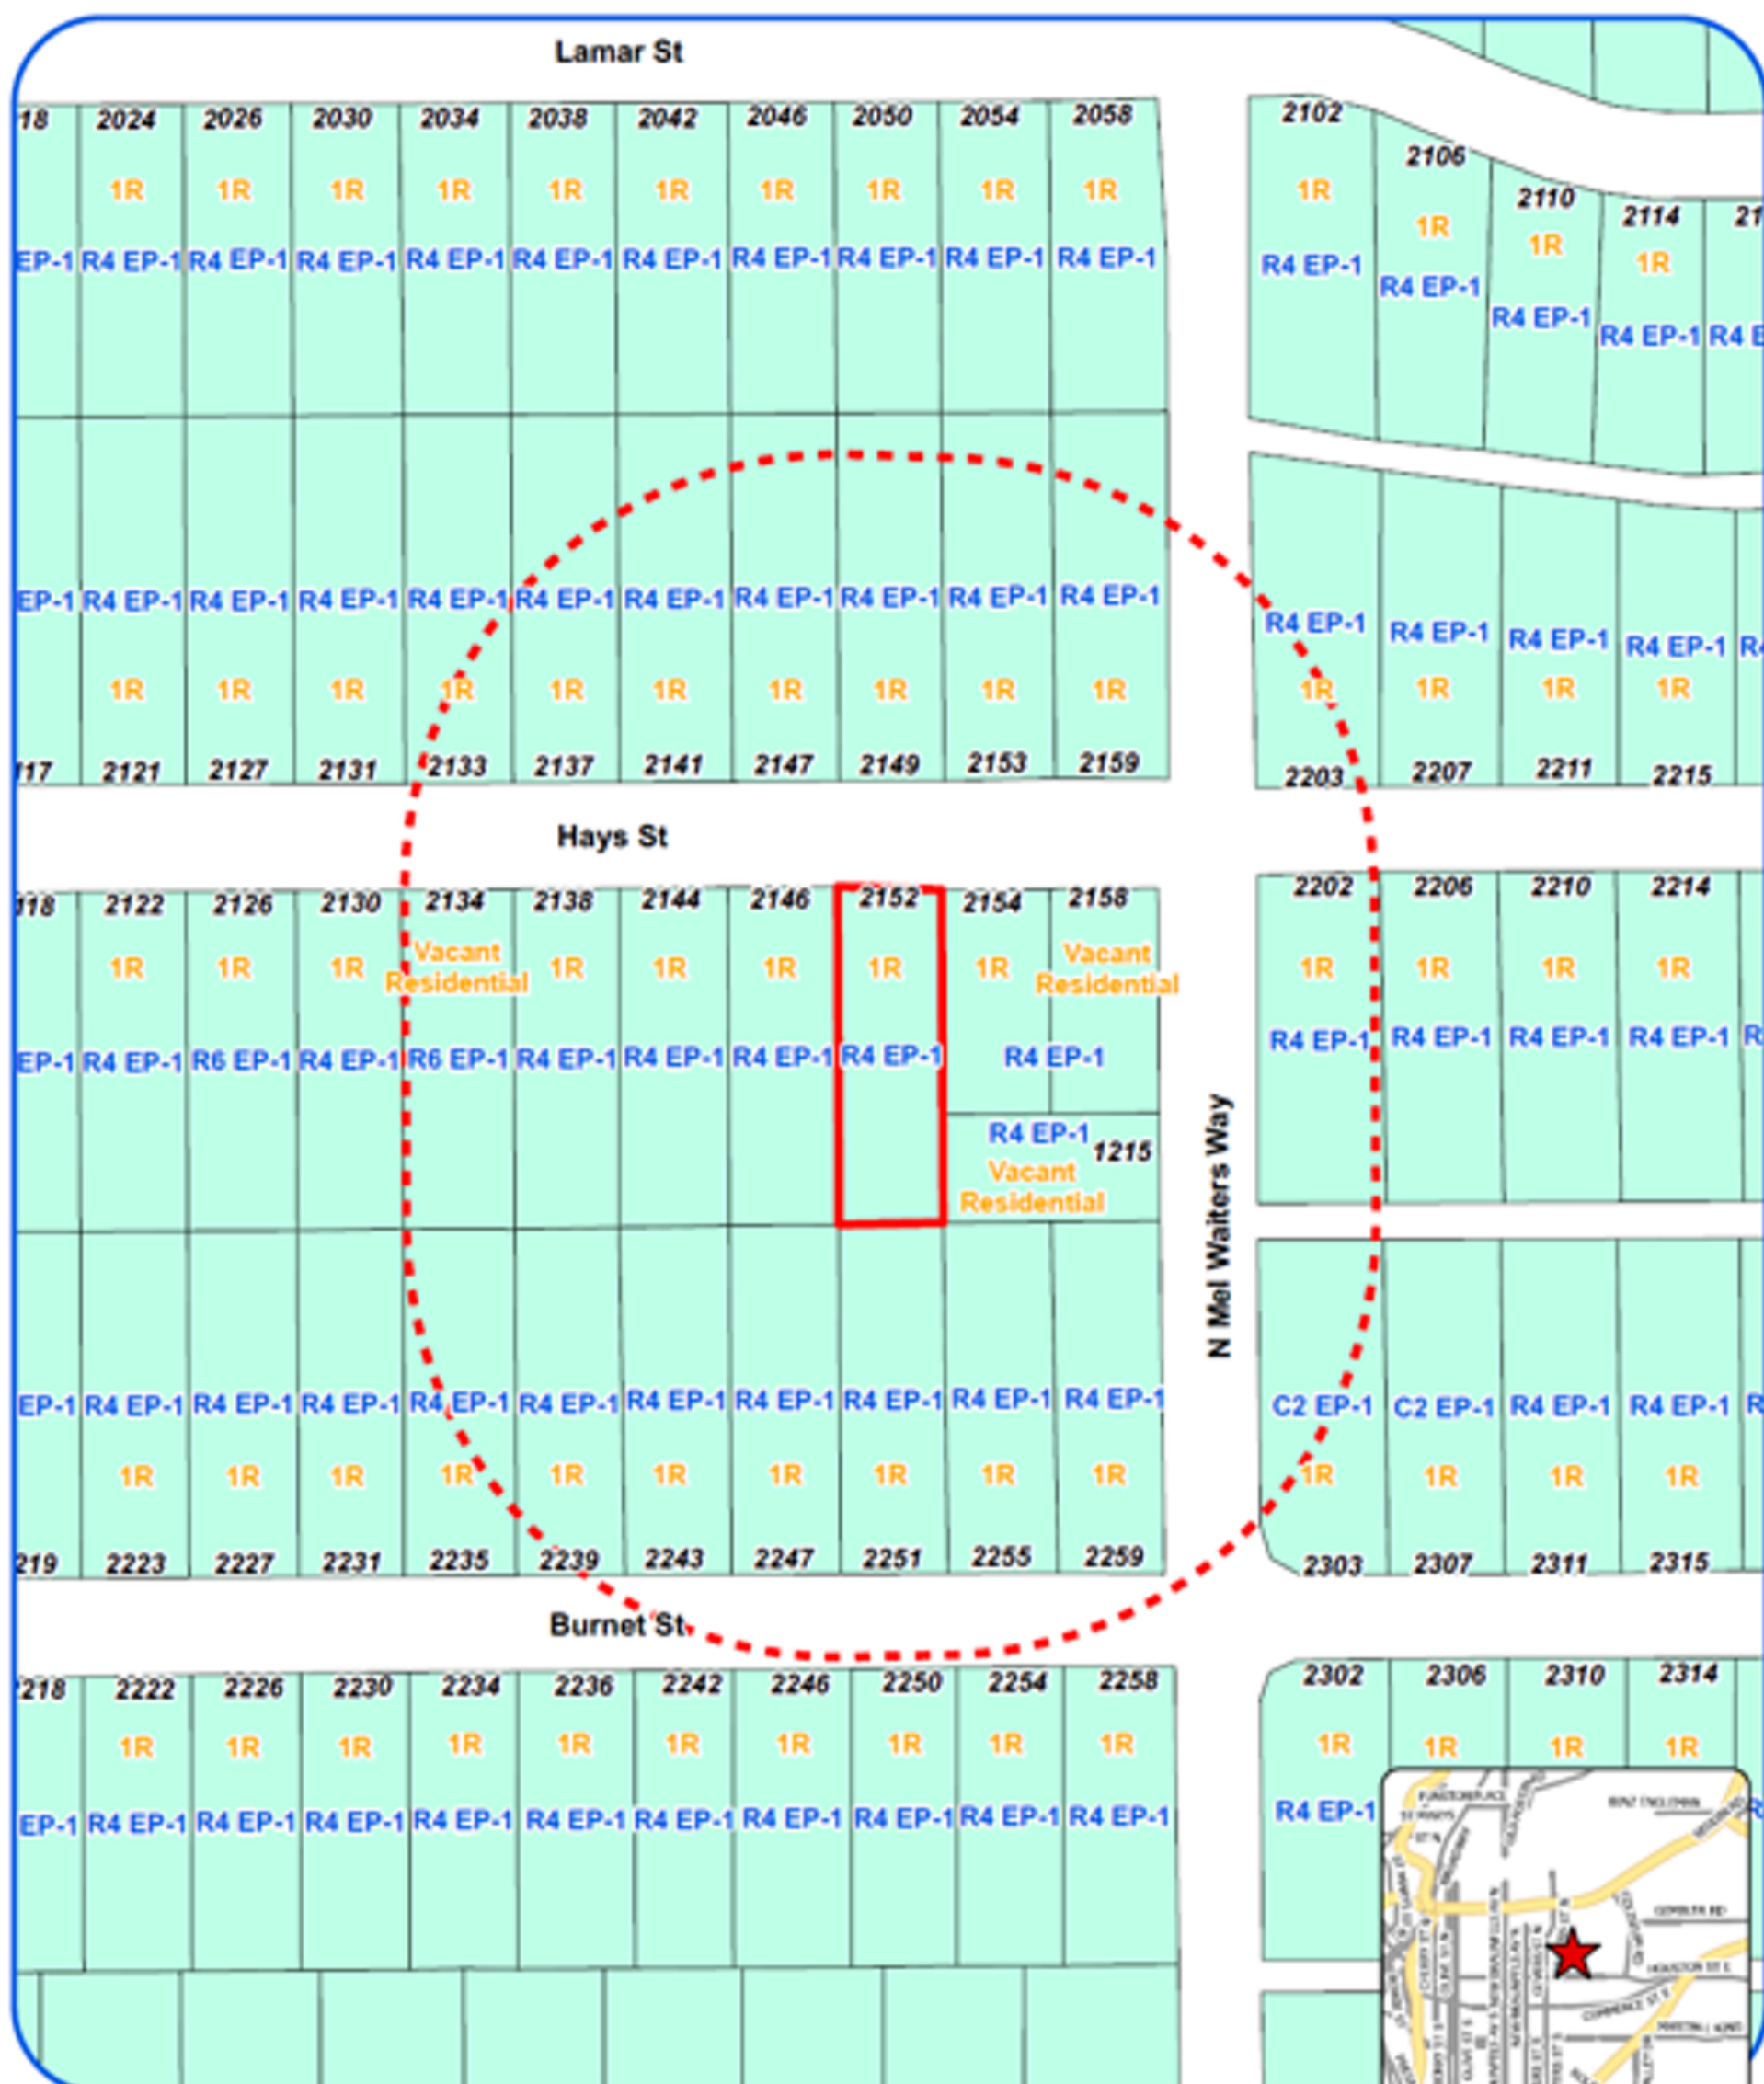 Lamar St
18 2024 2026 2030 2034 2038 2042 2046 2050 2054 2058 2102
2106
2110
2114 21
1R 1R 1R 1R 1R 1R 1R 1R 1R 1R 1R 1R 1R 1R
EP-1 R4 EP-1 R4 EP-1 R4 EP-1 R4 EP-1 R4 EP-1 R4 EP-1 R4 EP-1 R4 EP-1 R4 EP-1 R4 EP-1 R4 EP-1 R4 EP-1 R4 EP-1 R4 EP-1 R4 E
EP-1 R4 EP-1 R4 EP-1 R4 EP-1 R4 EP-1 R4 EP-1 R4 EP-1 R4 EP-1 R4 EP-1 R4 EP-1 R4 EP-1 R4 EP-1 R4 EP-1 R4 EP-1 R4 EP-1 R4
1R 1R 1R 1R 1R 1R 1R 1R 1R 1R 1R 1R 1R 1R
117 2121 2127 2131 2133 2137 2141 2147 2149 2153 2159 2203 2207 2211 2215
Hays St
118 2122 2126 2130 2134 2138 2144 2146 2152 2154 2158 2202 2206 2210 2214
1R 1R 1R Vacant Residential 1R 1R 1R 1R 1R Vacant Residential 1R 1R 1R 1R
EP-1 R4 EP-1 R6 EP-1 R4 EP-1 R6 EP-1 R4 EP-1 R4 EP-1 R4 EP-1 R4 EP-1 R4 EP-1 R4 EP-1 R4 EP-1 R4 EP-1 R4 EP-1 R
R4 EP-1 1215
Vacant
Residential
N Mel Waiters Way
EP-1 R4 EP-1 R4 EP-1 R4 EP-1 R4 EP-1 R4 EP-1 R4 EP-1 R4 EP-1 R4 EP-1 R4 EP-1 R4 EP-1 C2 EP-1 C2 EP-1 R4 EP-1 R4 EP-1 R
1R 1R 1R 1R 1R 1R 1R 1R 1R 1R 1R 1R 1R 1R
219 2223 2227 2231 2235 2239 2243 2247 2251 2255 2259 2303 2307 2311 2315
Burnet St
2218 2222 2226 2230 2234 2236 2242 2246 2250 2254 2258 2302 2306 2310 2314
1R 1R 1R 1R 1R 1R 1R 1R 1R 1R 1R 1R 1R 1R
EP-1 R4 EP-1 R4 EP-1 R4 EP-1 R4 EP-1 R4 EP-1 R4 EP-1 R4 EP-1 R4 EP-1 R4 EP-1 R4 EP-1 R4 EP-1 R
GEMBLER RD
HOUSTON ST E
COMMERCE ST E